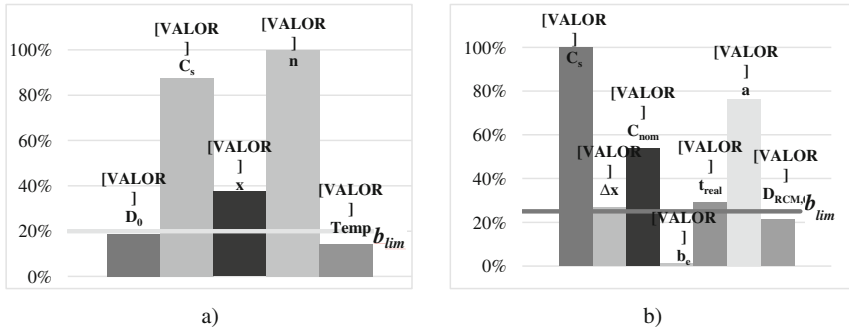 [VALOR
]
n
[VALOR
]
C_s
[VALOR
]
x
[VALOR
]
D_0
[VALOR
]
Temp
b_lim
100%
80%
60%
40%
20%
0%
a)
[VALOR
]
C_s
[VALOR
]
a
[VALOR
]
C_nom
[VALOR
]
Δx
[VALOR
]
t_real
[VALOR
]
D_RCM,
b_lim
[VALOR
]
b_e
100%
80%
60%
40%
20%
0%
b)